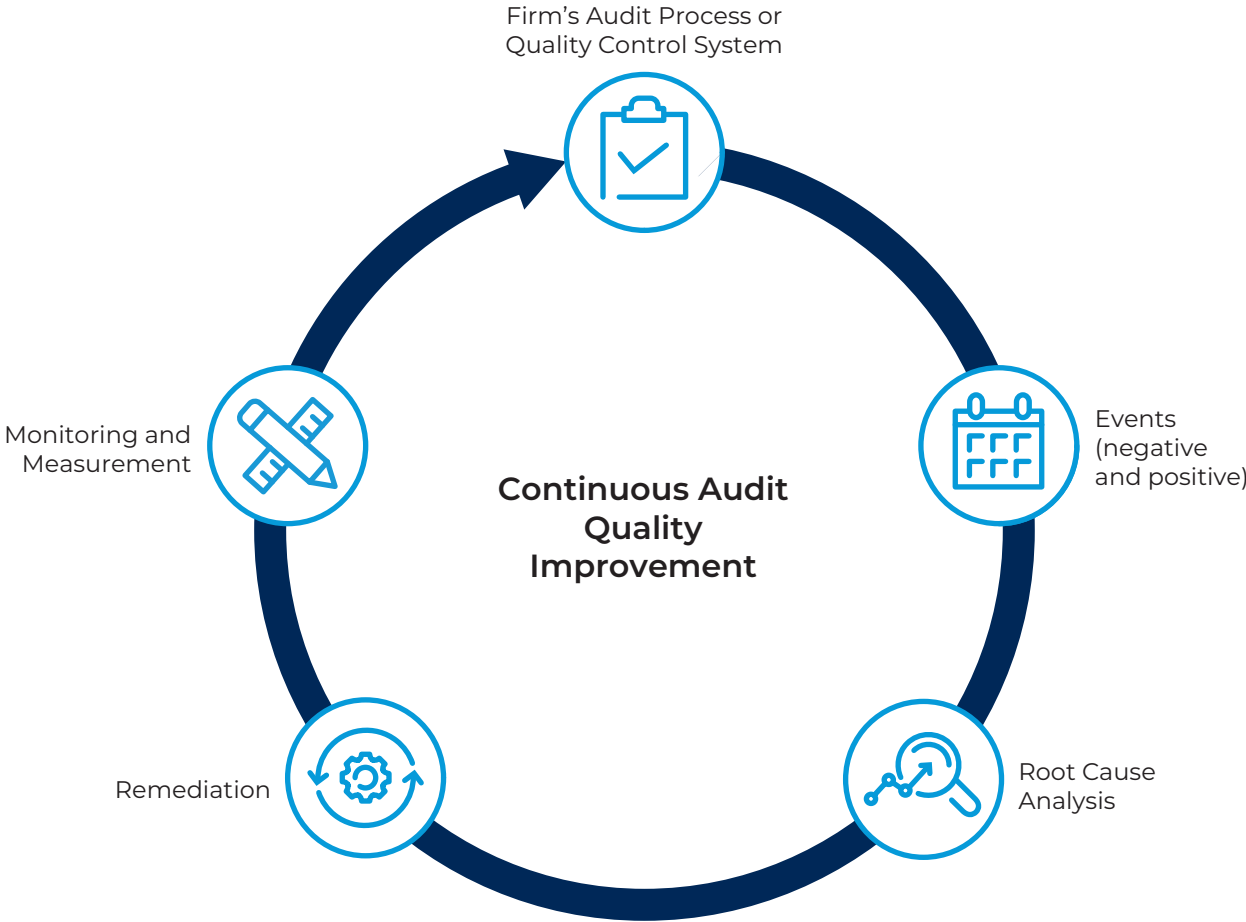 Firm’s Audit Process or
Quality Control System
Events
(negative
and positive)
Root Cause
Analysis
Remediation
Monitoring and
Measurement
Continuous Audit
Quality
Improvement